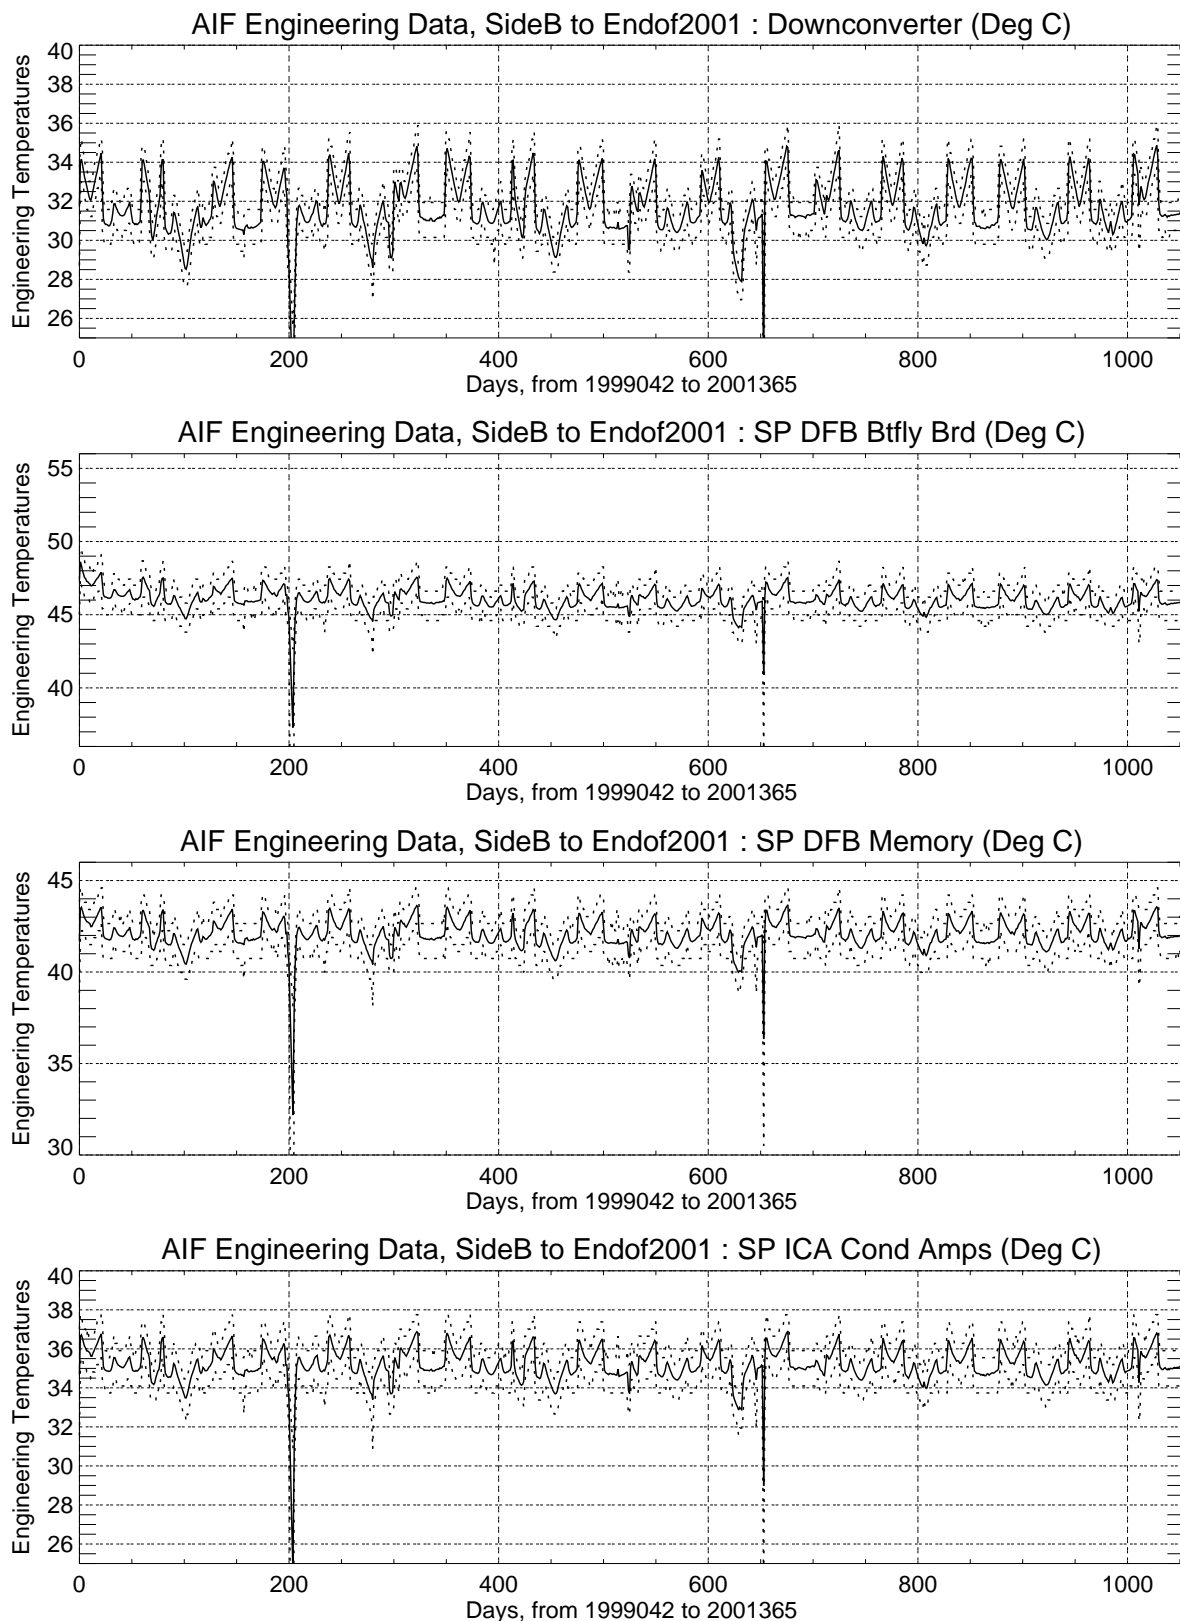 AIF Engineering Data, SideB to Endof2001 : Downconverter (Deg C)
Engineering Temperatures
40
38
36
34
32
30
28
26
0 200 400 600 800 1000
Days, from 1999042 to 2001365
AIF Engineering Data, SideB to Endof2001 : SP DFB Btfly Brd (Deg C)
Engineering Temperatures
55
50
45
40
0 200 400 600 800 1000
Days, from 1999042 to 2001365
AIF Engineering Data, SideB to Endof2001 : SP DFB Memory (Deg C)
Engineering Temperatures
45
40
35
30
0 200 400 600 800 1000
Days, from 1999042 to 2001365
AIF Engineering Data, SideB to Endof2001 : SP ICA Cond Amps (Deg C)
Engineering Temperatures
40
38
36
34
32
30
28
26
0 200 400 600 800 1000
Days, from 1999042 to 2001365